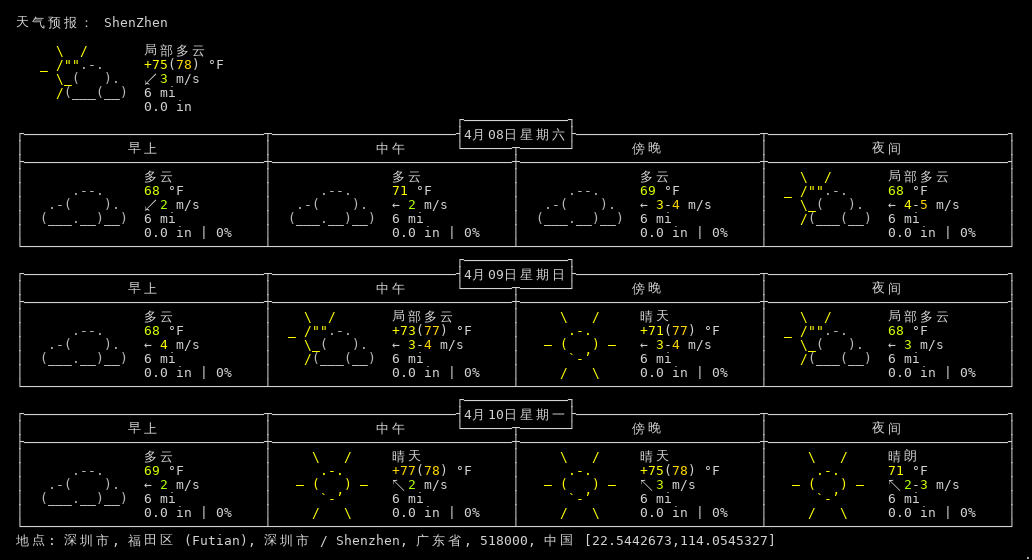 天气预报： ShenZhen
局部多云
+75(78) °F
↙ 3 m/s
6 mi
0.0 in
4月08日星期六
早上 中午 傍晚 夜间
多云 多云 多云 局部多云
68 °F 71 °F 69 °F 68 °F
↙ 2 m/s ← 2 m/s ← 3-4 m/s ← 4-5 m/s
6 mi 6 mi 6 mi 6 mi
0.0 in | 0% 0.0 in | 0% 0.0 in | 0% 0.0 in | 0%
4月09日星期日
早上 中午 傍晚 夜间
多云 局部多云 晴天 局部多云
68 °F +73(77) °F +71(77) °F 68 °F
← 4 m/s ← 3-4 m/s ← 3-4 m/s ← 3 m/s
6 mi 6 mi 6 mi 6 mi
0.0 in | 0% 0.0 in | 0% 0.0 in | 0% 0.0 in | 0%
4月10日星期一
早上 中午 傍晚 夜间
多云 晴天 晴天 晴朗
69 °F +77(78) °F +75(78) °F 71 °F
← 2 m/s ↖ 2 m/s ↖ 3 m/s ↖ 2-3 m/s
6 mi 6 mi 6 mi 6 mi
0.0 in | 0% 0.0 in | 0% 0.0 in | 0% 0.0 in | 0%
地点: 深圳市, 福田区 (Futian), 深圳市 / Shenzhen, 广东省, 518000, 中国 [22.5442673,114.0545327]